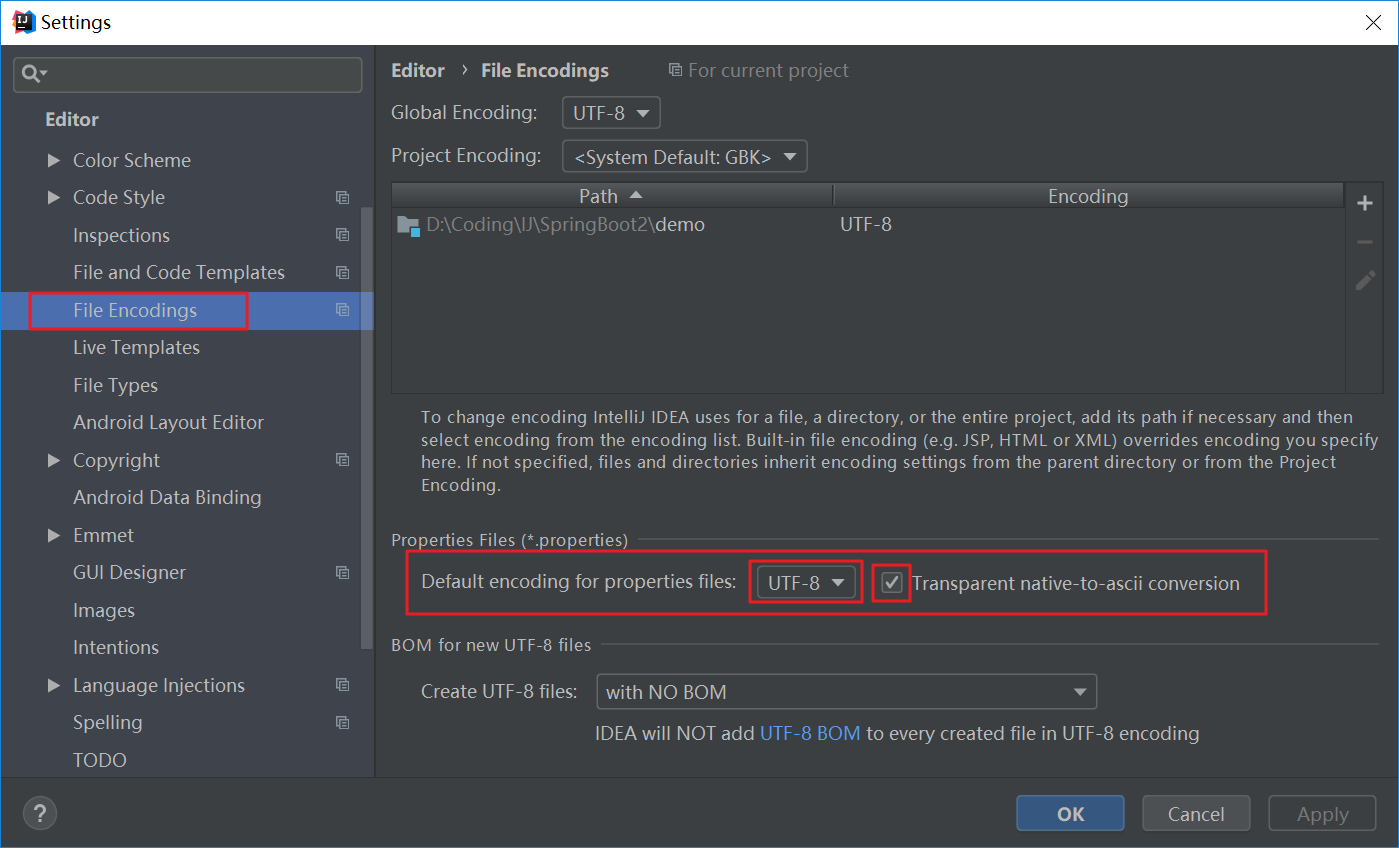 Settings
Editor
Color Scheme
Code Style
Inspections
File and Code Templates
File Encodings
Live Templates
File Types
Android Layout Editor
Copyright
Android Data Binding
Emmet
GUI Designer
Images
Intentions
Language Injections
Spelling
TODO
Editor › File Encodings For current project
Global Encoding: UTF-8
Project Encoding: <System Default: GBK>
Path Encoding
D:\Coding\IJ\SpringBoot2\demo UTF-8
To change encoding IntelliJ IDEA uses for a file, a directory, or the entire project, add its path if necessary and then
select encoding from the encoding list. Built-in file encoding (e.g. JSP, HTML or XML) overrides encoding you specify
here. If not specified, files and directories inherit encoding settings from the parent directory or from the Project
Encoding.
Properties Files (*.properties)
Default encoding for properties files: UTF-8 Transparent native-to-ascii conversion
BOM for new UTF-8 files
Create UTF-8 files: with NO BOM
IDEA will NOT add UTF-8 BOM to every created file in UTF-8 encoding
? OK Cancel Apply